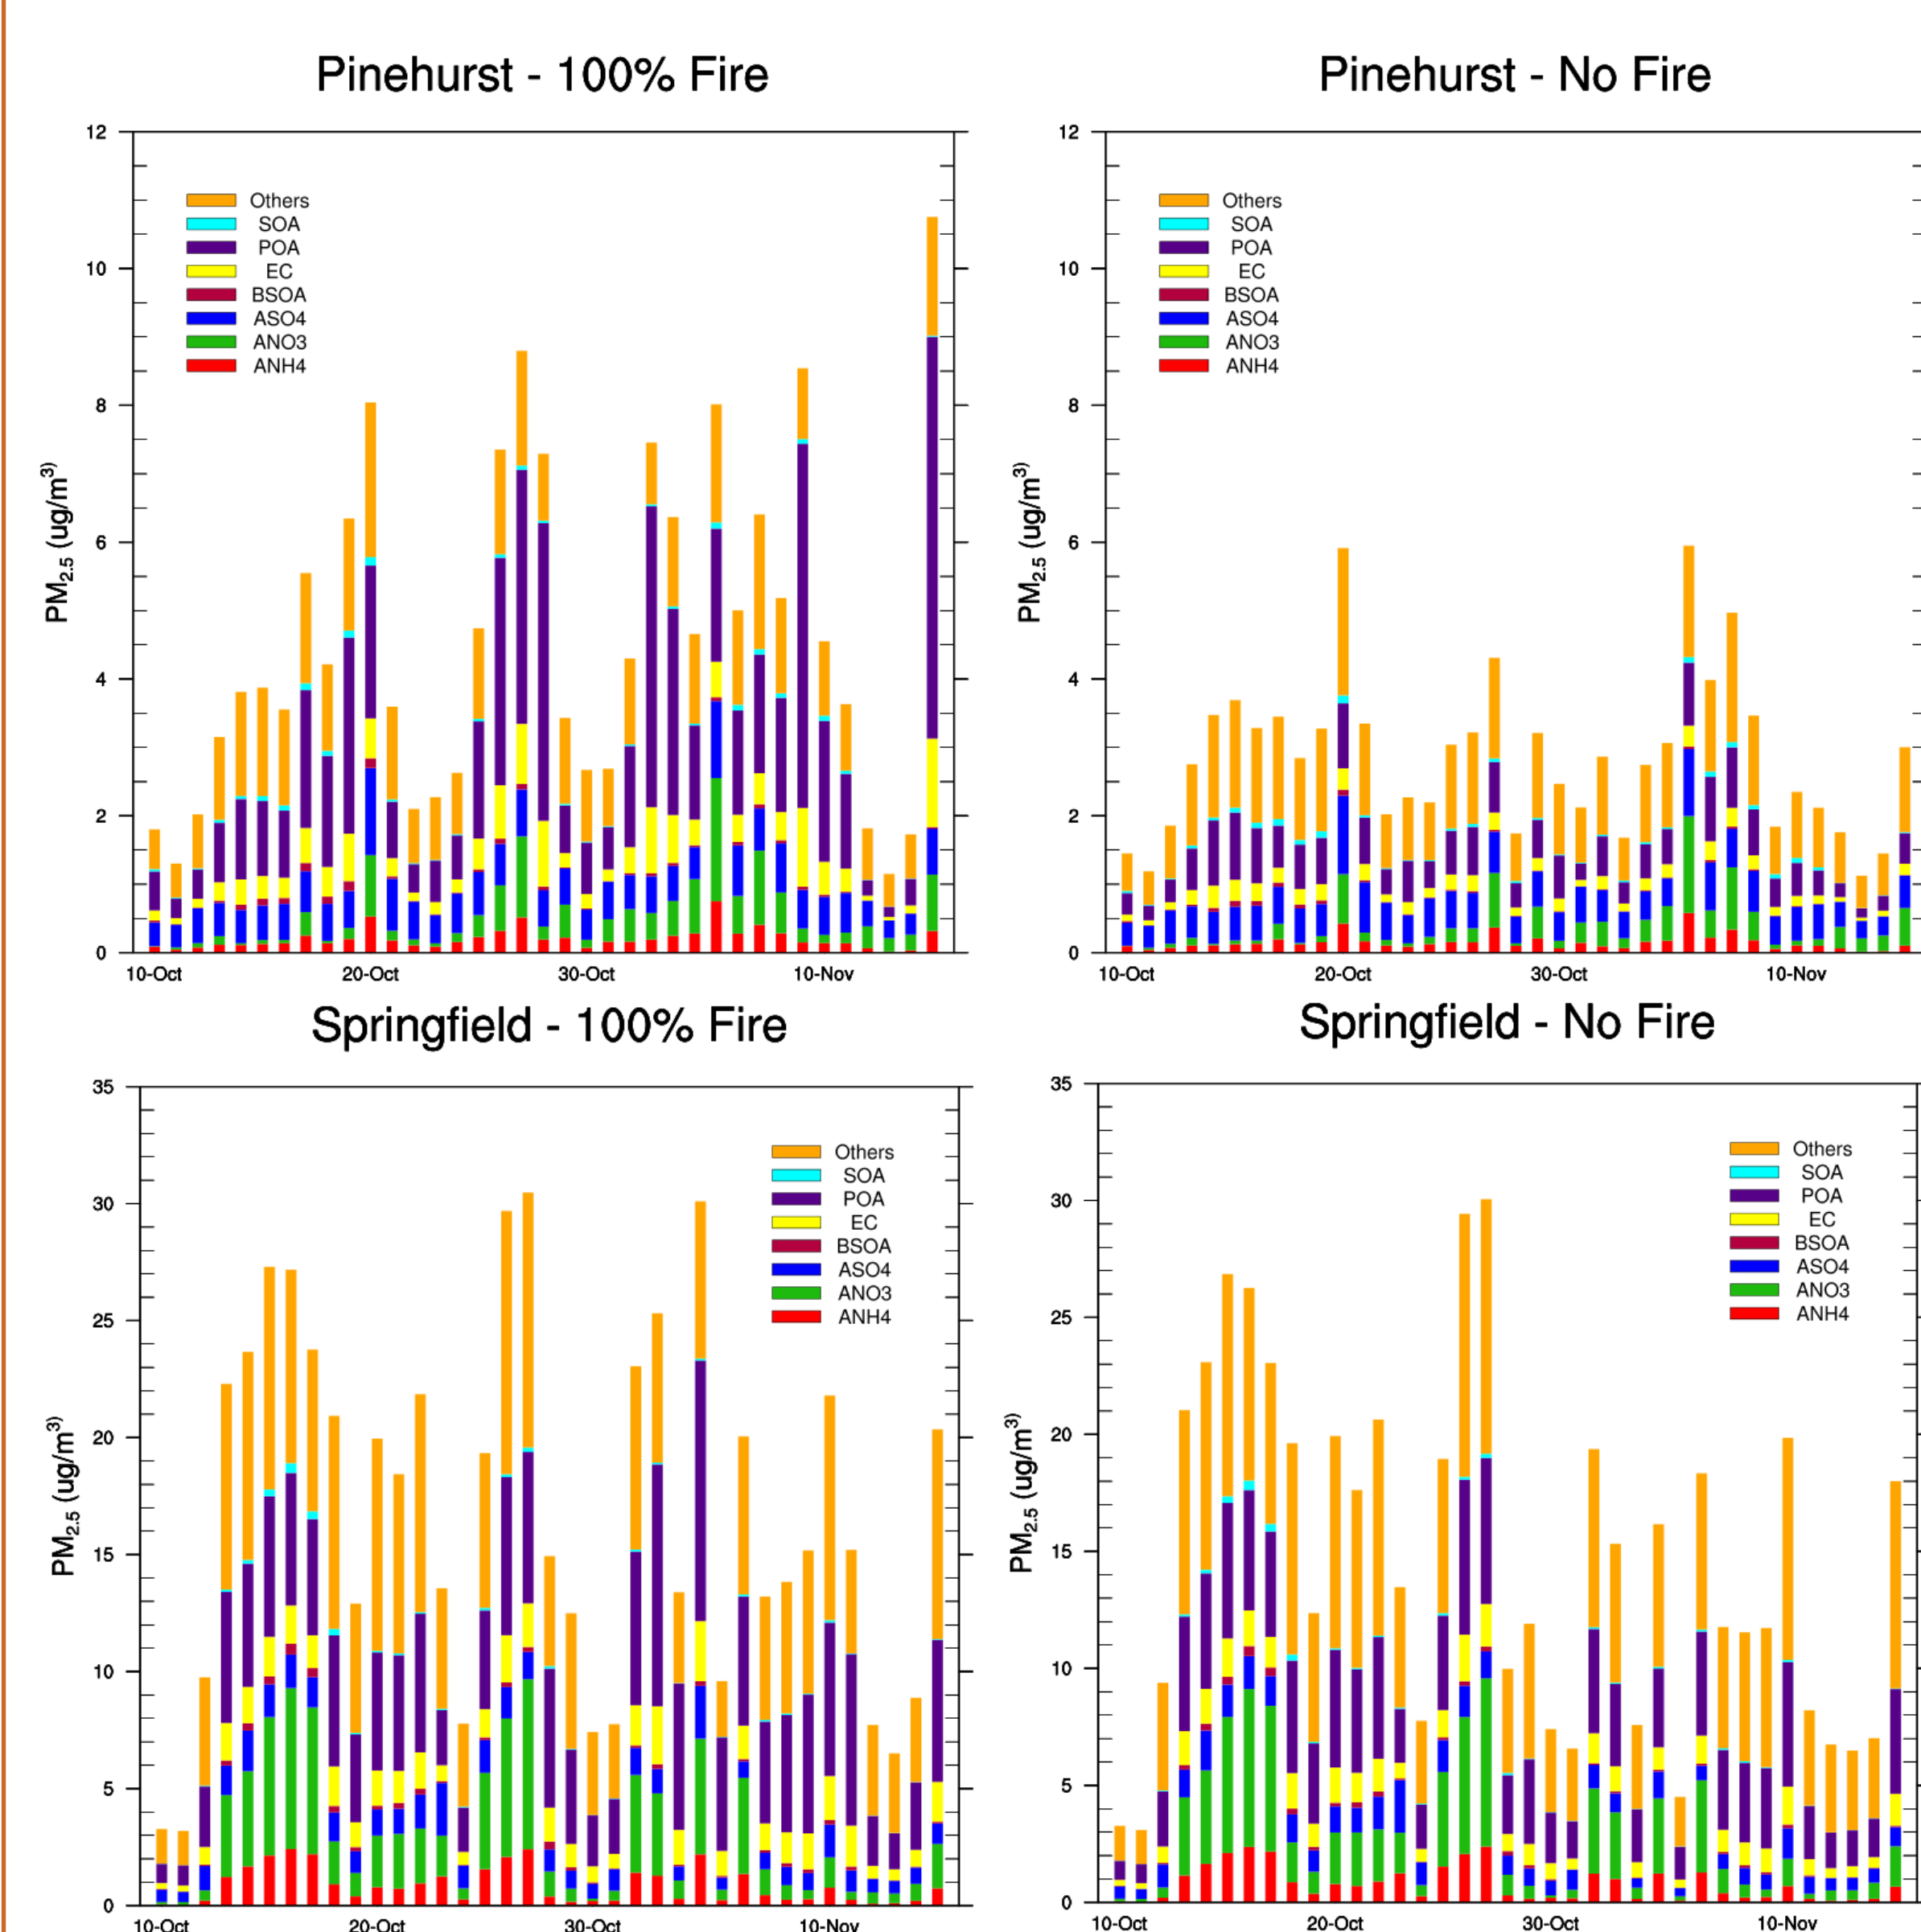 Pinehurst - 100% Fire
12
10
8
6
4
2
0
PM2.5 (ug/m3)
Others
SOA
POA
EC
BSOA
ASO4
ANO3
ANH4
10-Oct
20-Oct
30-Oct
10-Nov
Pinehurst - No Fire
12
10
8
6
4
2
0
PM2.5 (ug/m3)
Others
SOA
POA
EC
BSOA
ASO4
ANO3
ANH4
10-Oct
20-Oct
30-Oct
10-Nov
Springfield - 100% Fire
35
30
25
20
15
10
5
0
PM2.5 (ug/m3)
Others
SOA
POA
EC
BSOA
ASO4
ANO3
ANH4
10-Oct
20-Oct
30-Oct
10-Nov
Springfield - No Fire
35
30
25
20
15
10
5
0
PM2.5 (ug/m3)
Others
SOA
POA
EC
BSOA
ASO4
ANO3
ANH4
10-Oct
20-Oct
30-Oct
10-Nov